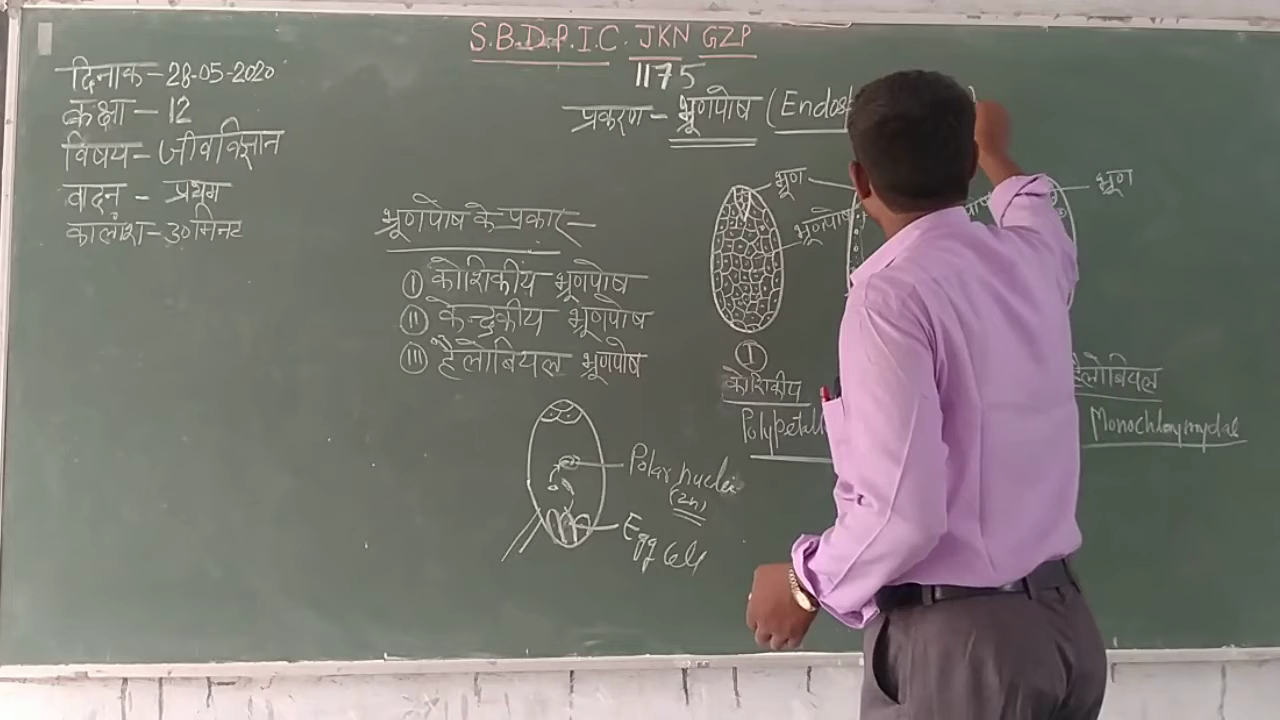 S.B.D.P.I.C. JKN GZP
1175
दिनाक - 28-05-2020
कक्षा - 12
विषय - जीवविज्ञान
वादन - प्रथम
कालांश - 30 मिनट
प्रकरण - भ्रूणपोष (Endos
भ्रूणपोष के प्रकार -
(I) कोशिकीय भ्रूणपोष
(II) केन्द्रकीय भ्रूणपोष
(III) हैलोबियल भ्रूणपोष
भ्रूण
भ्रूणपोष
भ्रूण
(I)
कोशिकीय
Polypetal
हैलोबियल
Monochlamydal
Polar nuclei
(2n)
Egg Cell